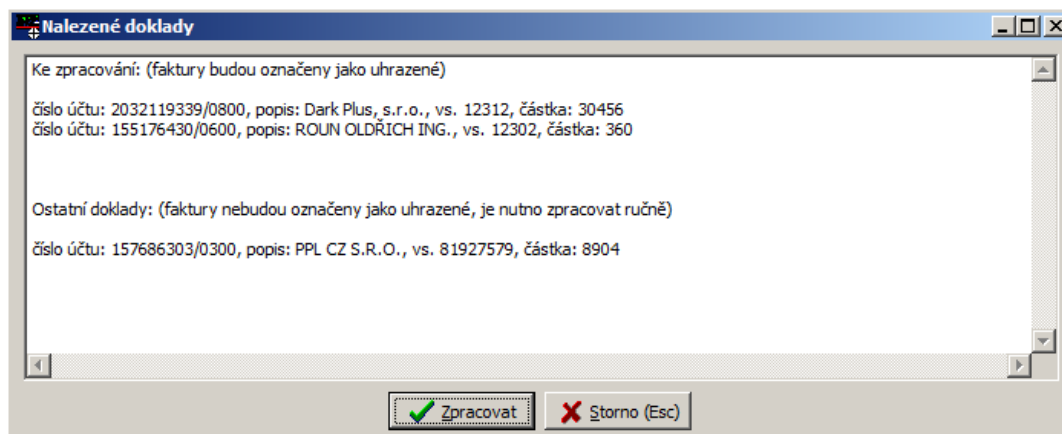 Nalezené doklady
Ke zpracování: (faktury budou označeny jako uhrazené)
číslo účtu: 2032119339/0800, popis: Dark Plus, s.r.o., vs. 12312, částka: 30456
číslo účtu: 155176430/0600, popis: ROUN OLDŘICH ING., vs. 12302, částka: 360
Ostatní doklady: (faktury nebudou označeny jako uhrazené, je nutno zpracovat ručně)
číslo účtu: 157686303/0300, popis: PPL CZ S.R.O., vs. 81927579, částka: 8904
Zpracovat
Storno (Esc)